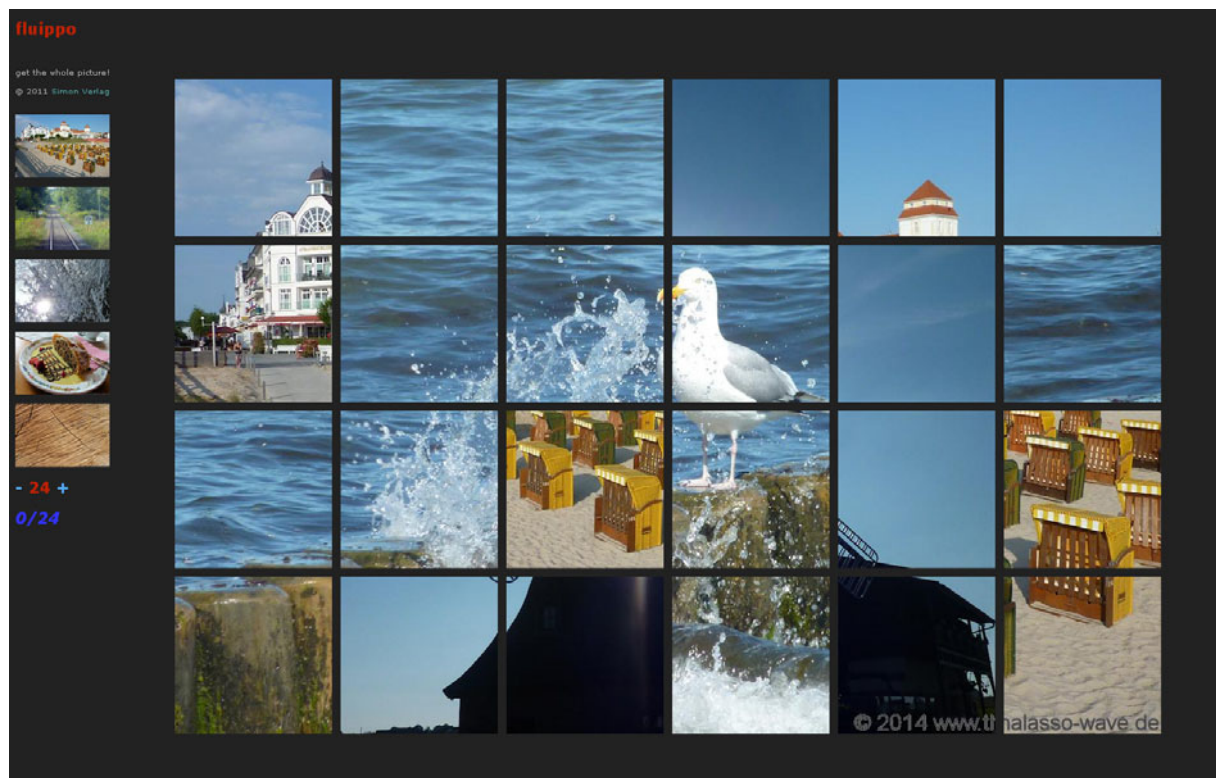 fluippo
get the whole picture!
© 2011 Simon Verlag
- 24 +
0/24
© 2014 www.thalasso-wave.de